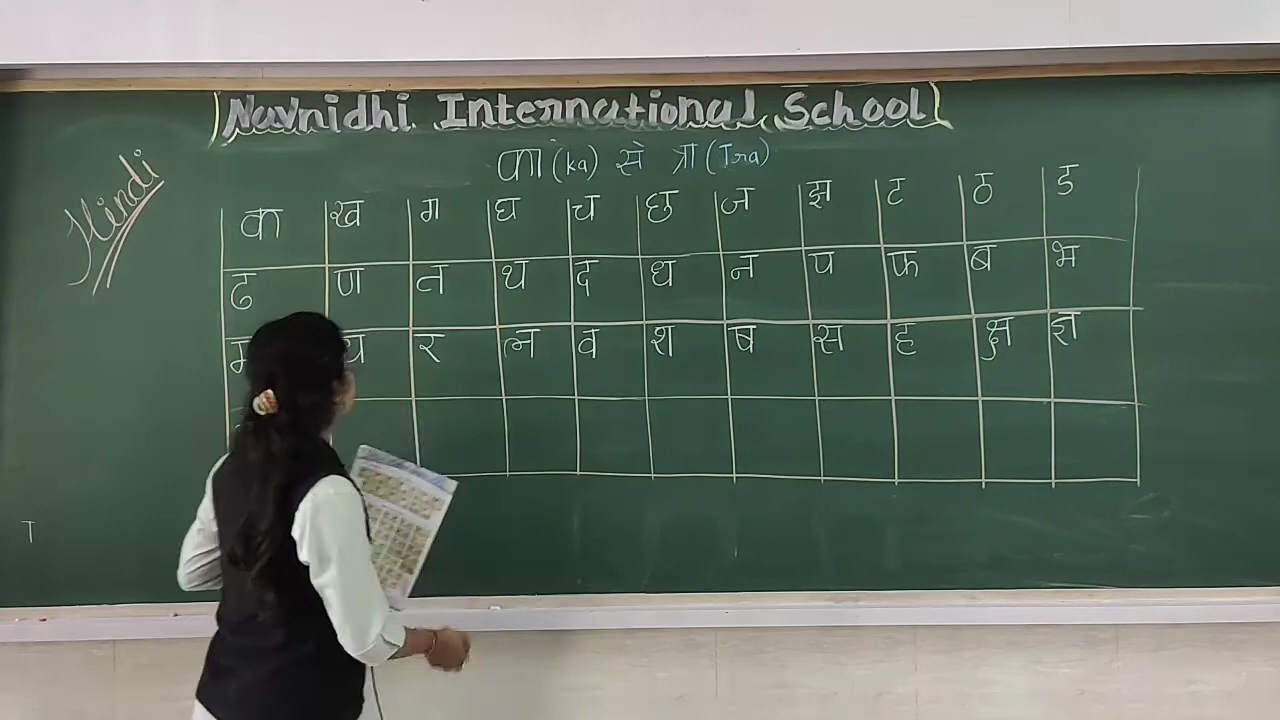 Navnidhi International School
Hindi
का (ka) से त्रा (Tra)
क ख ग घ च छ ज झ ट ठ ड
ढ ण त थ द ध न प फ ब भ
म य र ल व श ष स ह क्ष ज्ञ
T